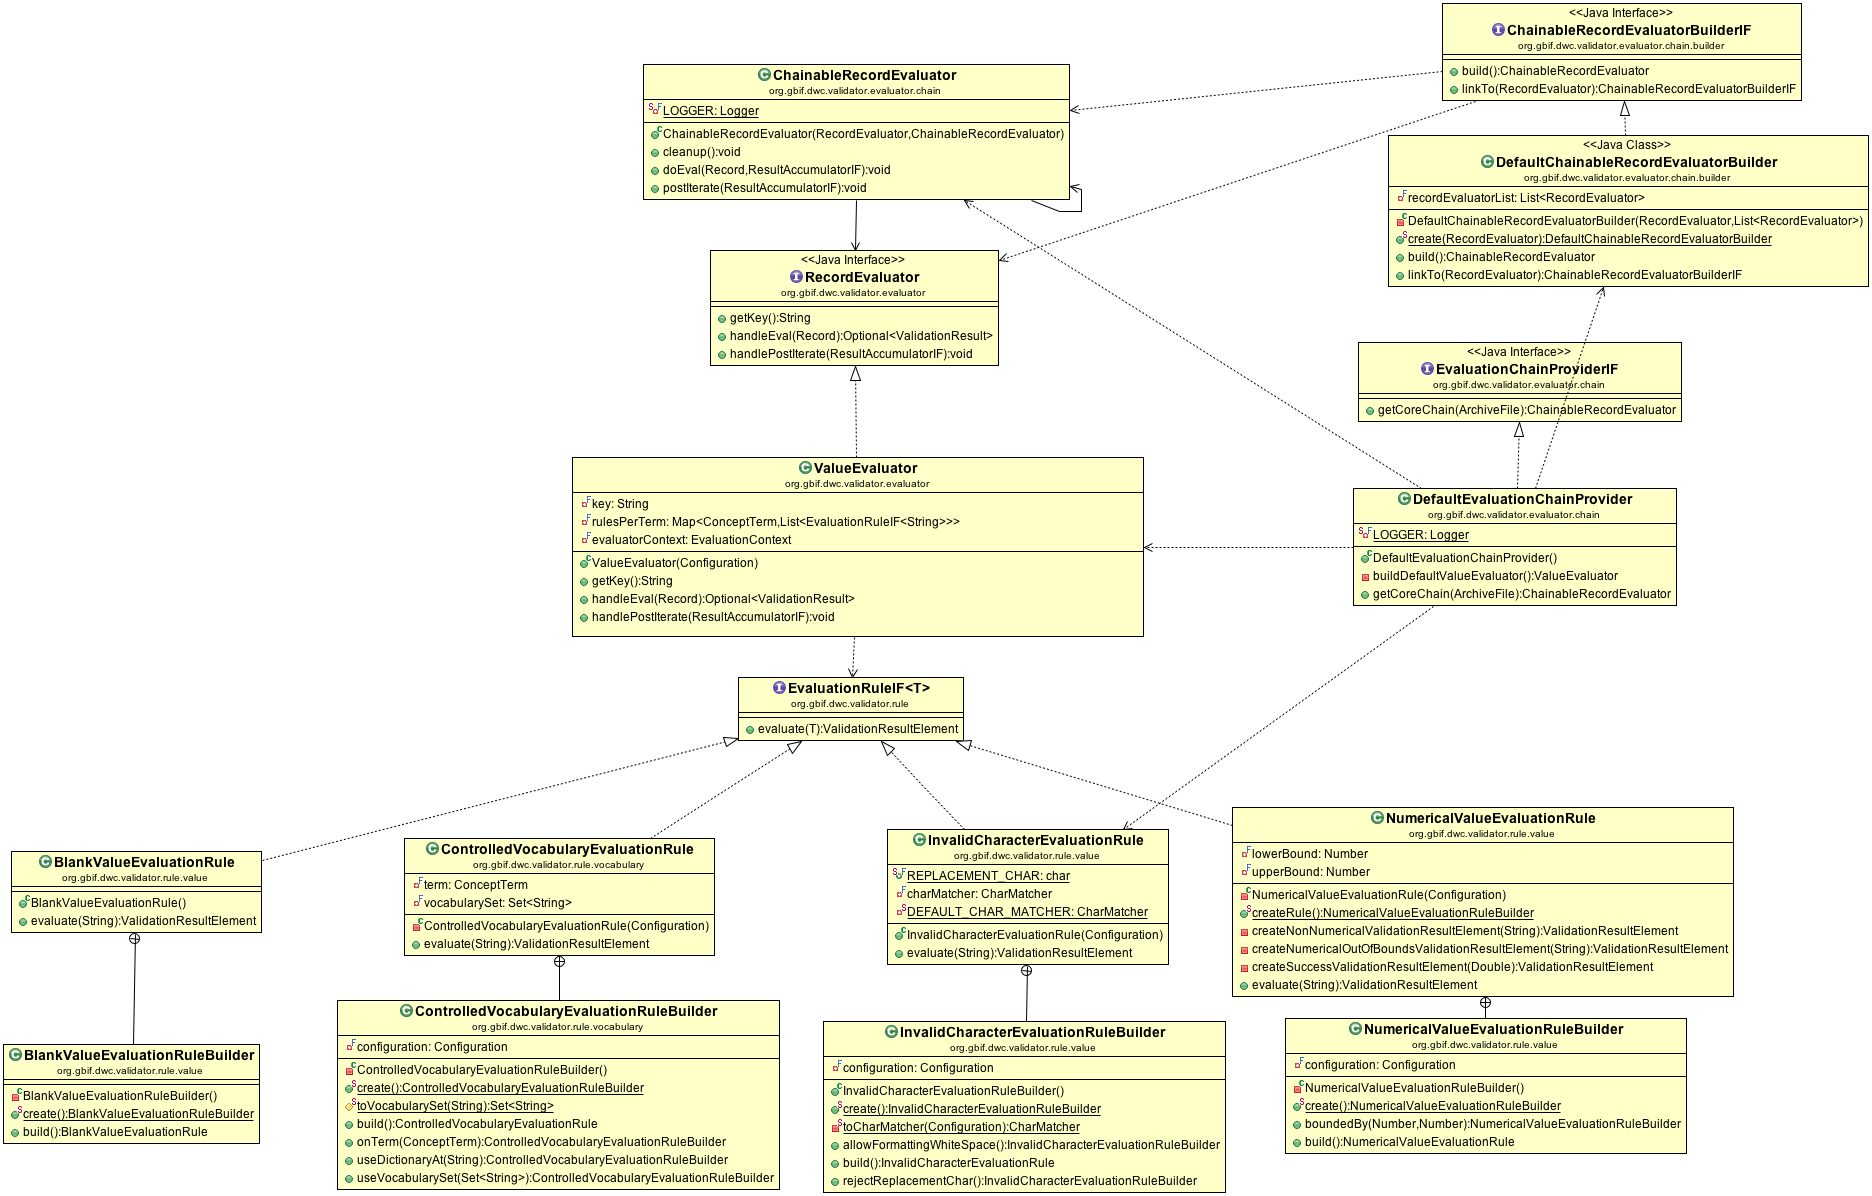 <<Java Interface>>
ChainableRecordEvaluatorBuilderIF
org.gbif.dwc.validator.evaluator.chain.builder
build():ChainableRecordEvaluator
linkTo(RecordEvaluator):ChainableRecordEvaluatorBuilderIF
ChainableRecordEvaluator
org.gbif.dwc.validator.evaluator.chain
LOGGER: Logger
ChainableRecordEvaluator(RecordEvaluator,ChainableRecordEvaluator)
cleanup():void
doEval(Record,ResultAccumulatorIF):void
postIterate(ResultAccumulatorIF):void
<<Java Class>>
DefaultChainableRecordEvaluatorBuilder
org.gbif.dwc.validator.evaluator.chain.builder
recordEvaluatorList: List<RecordEvaluator>
DefaultChainableRecordEvaluatorBuilder(RecordEvaluator,List<RecordEvaluator>)
create(RecordEvaluator):DefaultChainableRecordEvaluatorBuilder
build():ChainableRecordEvaluator
linkTo(RecordEvaluator):ChainableRecordEvaluatorBuilderIF
<<Java Interface>>
RecordEvaluator
org.gbif.dwc.validator.evaluator
getKey():String
handleEval(Record):Optional<ValidationResult>
handlePostIterate(ResultAccumulatorIF):void
<<Java Interface>>
EvaluationChainProviderIF
org.gbif.dwc.validator.evaluator.chain
getCoreChain(ArchiveFile):ChainableRecordEvaluator
ValueEvaluator
org.gbif.dwc.validator.evaluator
key: String
rulesPerTerm: Map<ConceptTerm,List<EvaluationRuleIF<String>>>
evaluatorContext: EvaluationContext
ValueEvaluator(Configuration)
getKey():String
handleEval(Record):Optional<ValidationResult>
handlePostIterate(ResultAccumulatorIF):void
DefaultEvaluationChainProvider
org.gbif.dwc.validator.evaluator.chain
LOGGER: Logger
DefaultEvaluationChainProvider()
buildDefaultValueEvaluator():ValueEvaluator
getCoreChain(ArchiveFile):ChainableRecordEvaluator
EvaluationRuleIF<T>
org.gbif.dwc.validator.rule
evaluate(T):ValidationResultElement
BlankValueEvaluationRule
org.gbif.dwc.validator.rule.value
BlankValueEvaluationRule()
evaluate(String):ValidationResultElement
ControlledVocabularyEvaluationRule
org.gbif.dwc.validator.rule.vocabulary
term: ConceptTerm
vocabularySet: Set<String>
ControlledVocabularyEvaluationRule(Configuration)
evaluate(String):ValidationResultElement
InvalidCharacterEvaluationRule
org.gbif.dwc.validator.rule.value
REPLACEMENT_CHAR: char
charMatcher: CharMatcher
DEFAULT_CHAR_MATCHER: CharMatcher
InvalidCharacterEvaluationRule(Configuration)
evaluate(String):ValidationResultElement
NumericalValueEvaluationRule
org.gbif.dwc.validator.rule.value
lowerBound: Number
upperBound: Number
NumericalValueEvaluationRule(Configuration)
createRule():NumericalValueEvaluationRuleBuilder
createNonNumericalValidationResultElement(String):ValidationResultElement
createNumericalOutOfBoundsValidationResultElement(String):ValidationResultElement
createSuccessValidationResultElement(Double):ValidationResultElement
evaluate(String):ValidationResultElement
BlankValueEvaluationRuleBuilder
org.gbif.dwc.validator.rule.value
BlankValueEvaluationRuleBuilder()
create():BlankValueEvaluationRuleBuilder
build():BlankValueEvaluationRule
ControlledVocabularyEvaluationRuleBuilder
org.gbif.dwc.validator.rule.vocabulary
configuration: Configuration
ControlledVocabularyEvaluationRuleBuilder()
create():ControlledVocabularyEvaluationRuleBuilder
toVocabularySet(String):Set<String>
build():ControlledVocabularyEvaluationRule
onTerm(ConceptTerm):ControlledVocabularyEvaluationRuleBuilder
useDictionaryAt(String):ControlledVocabularyEvaluationRuleBuilder
useVocabularySet(Set<String>):ControlledVocabularyEvaluationRuleBuilder
InvalidCharacterEvaluationRuleBuilder
org.gbif.dwc.validator.rule.value
configuration: Configuration
InvalidCharacterEvaluationRuleBuilder()
create():InvalidCharacterEvaluationRuleBuilder
toCharMatcher(Configuration):CharMatcher
allowFormattingWhiteSpace():InvalidCharacterEvaluationRuleBuilder
build():InvalidCharacterEvaluationRule
rejectReplacementChar():InvalidCharacterEvaluationRuleBuilder
NumericalValueEvaluationRuleBuilder
org.gbif.dwc.validator.rule.value
configuration: Configuration
NumericalValueEvaluationRuleBuilder()
create():NumericalValueEvaluationRuleBuilder
boundedBy(Number,Number):NumericalValueEvaluationRuleBuilder
build():NumericalValueEvaluationRule